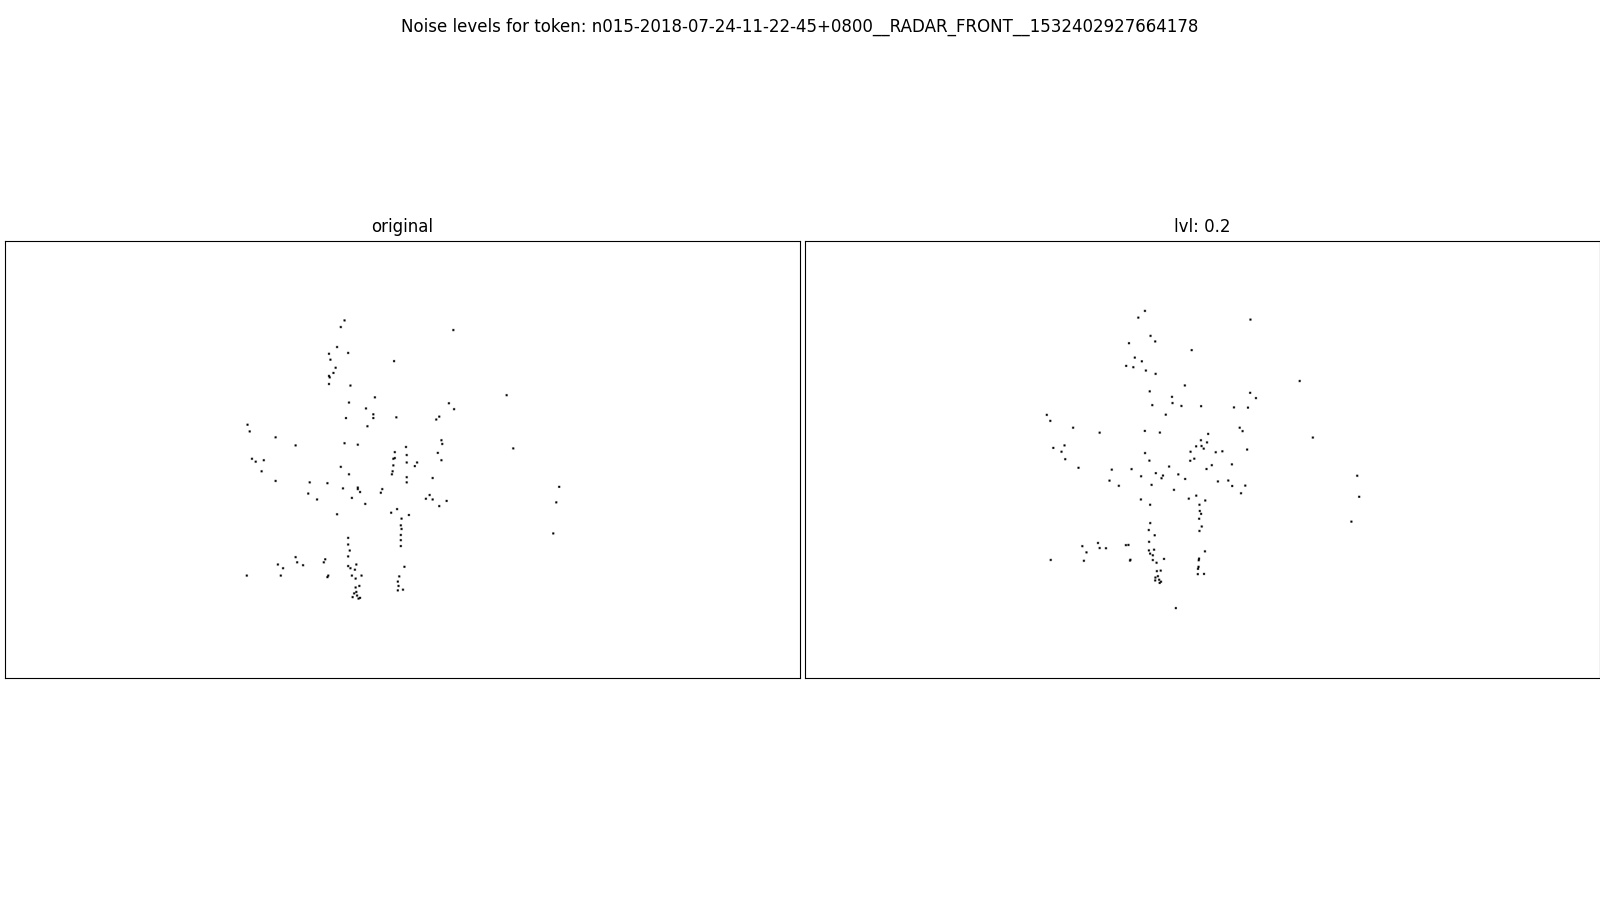 Noise levels for token: n015-2018-07-24-11-22-45+0800__RADAR_FRONT__1532402927664178
original
lvl: 0.2